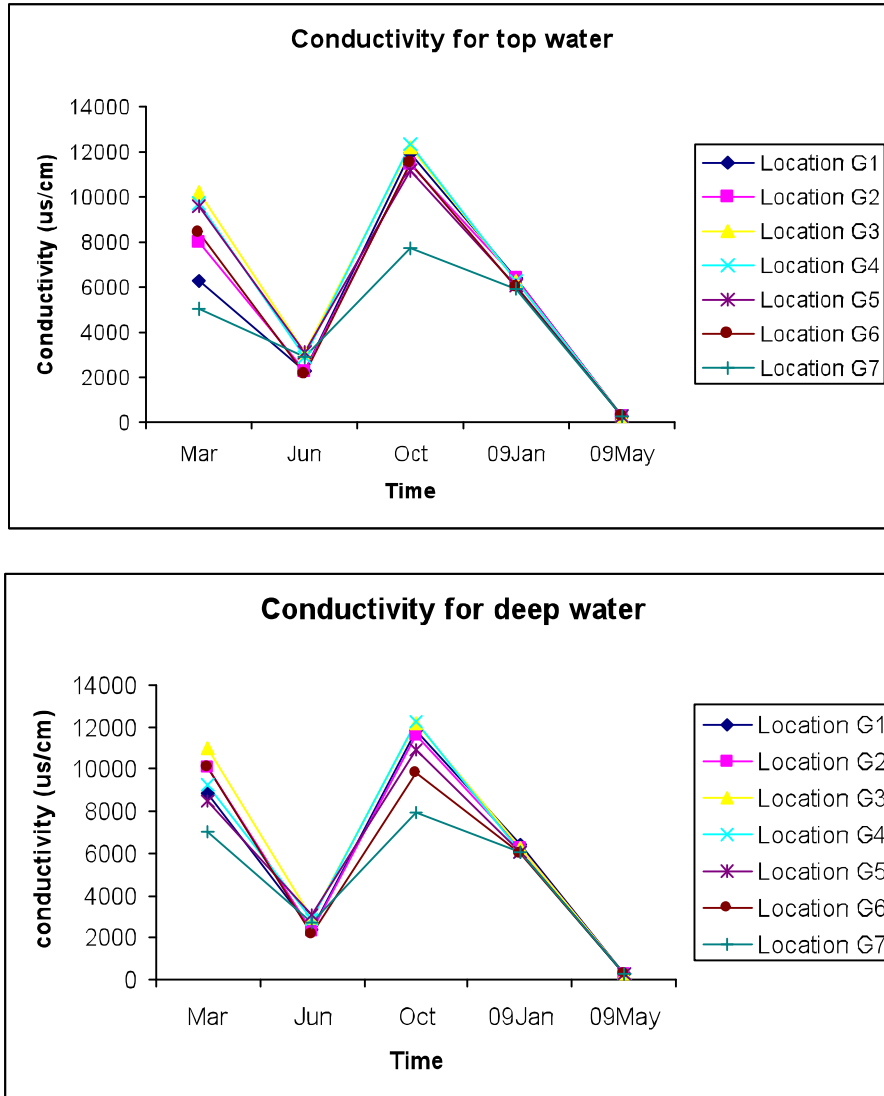 Conductivity for top water
Conductivity (us/cm)
14000
12000
10000
8000
6000
4000
2000
0
Mar Jun Oct 09Jan 09May
Time
Location G1
Location G2
Location G3
Location G4
Location G5
Location G6
Location G7
Conductivity for deep water
conductivity (us/cm)
14000
12000
10000
8000
6000
4000
2000
0
Mar Jun Oct 09Jan 09May
Time
Location G1
Location G2
Location G3
Location G4
Location G5
Location G6
Location G7